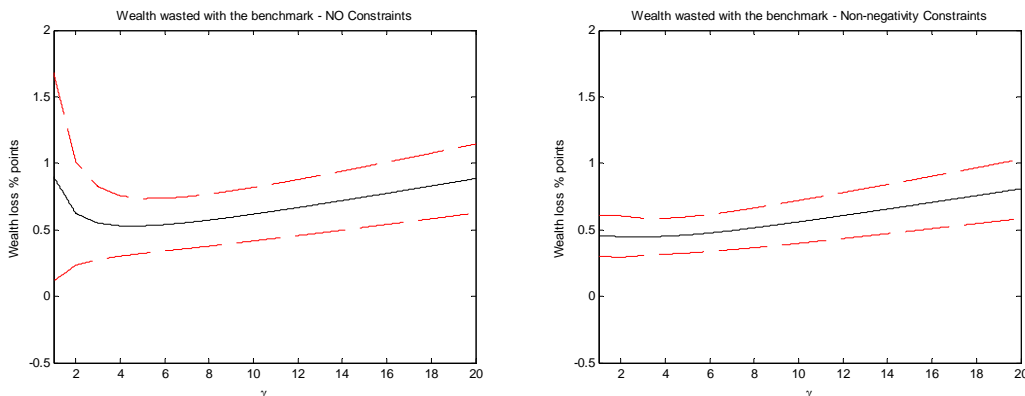 Wealth wasted with the benchmark - NO Constraints
2
1.5
1
0.5
0
-0.5
Wealth loss % points
2 4 6 8 10 12 14 16 18 20
γ
Wealth wasted with the benchmark - Non-negativity Constraints
2
1.5
1
0.5
0
-0.5
Wealth loss % points
2 4 6 8 10 12 14 16 18 20
γ